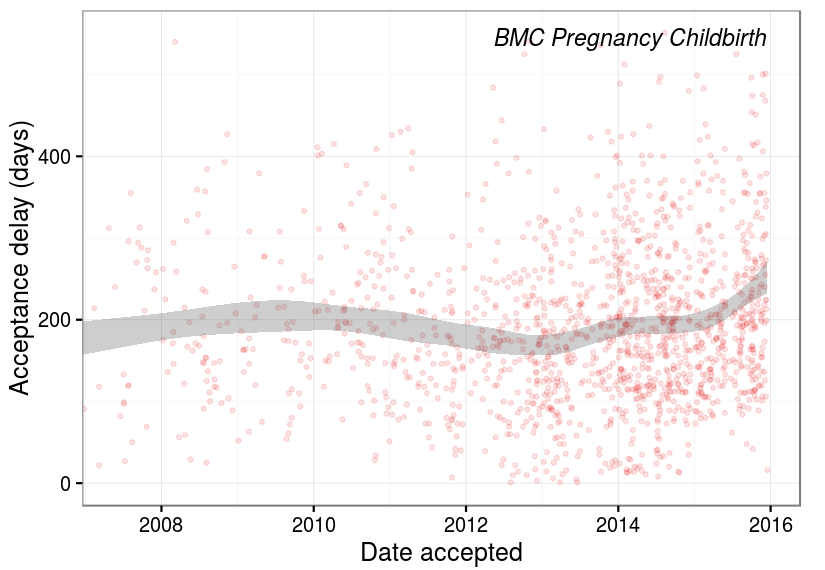 BMC Pregnancy Childbirth
Acceptance delay (days)
400
200
0
2008 2010 2012 2014 2016
Date accepted